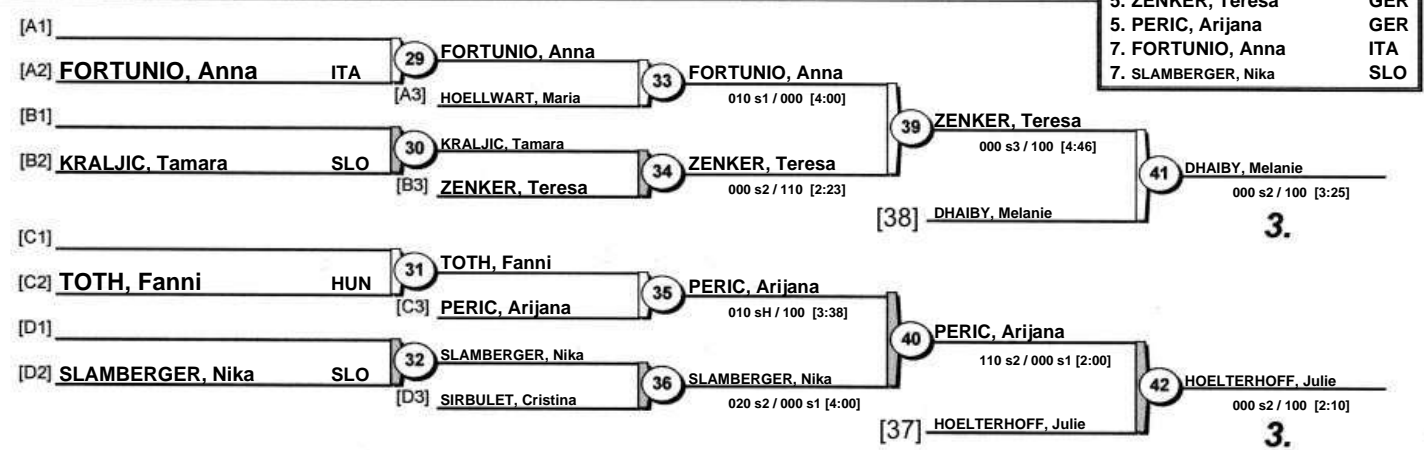 5. ZENKER, Teresa GER
5. PERIC, Arijana GER
7. FORTUNIO, Anna ITA
7. SLAMBERGER, Nika SLO
[A1]
[A2] FORTUNIO, Anna ITA
29
FORTUNIO, Anna
[A3] HOELLWART, Maria
33
FORTUNIO, Anna
010 s1 / 000 [4:00]
[B1]
[B2] KRALJIC, Tamara SLO
30
KRALJIC, Tamara
[B3] ZENKER, Teresa
34
ZENKER, Teresa
000 s2 / 110 [2:23]
39
ZENKER, Teresa
000 s3 / 100 [4:46]
[38] DHAIBY, Melanie
41
DHAIBY, Melanie
000 s2 / 100 [3:25]
3.
[C1]
[C2] TOTH, Fanni HUN
31
TOTH, Fanni
[C3] PERIC, Arijana
35
PERIC, Arijana
010 sH / 100 [3:38]
[D1]
[D2] SLAMBERGER, Nika SLO
32
SLAMBERGER, Nika
[D3] SIRBULET, Cristina
36
SLAMBERGER, Nika
020 s2 / 000 s1 [4:00]
40
PERIC, Arijana
110 s2 / 000 s1 [2:00]
[37] HOELTERHOFF, Julie
42
HOELTERHOFF, Julie
000 s2 / 100 [2:10]
3.